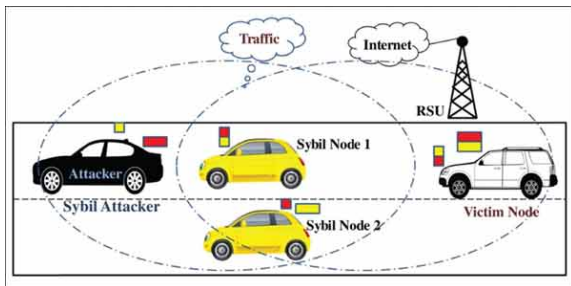 Traffic
Internet
RSU
Attacker
Sybil Attacker
Sybil Node 1
Sybil Node 2
Victim Node